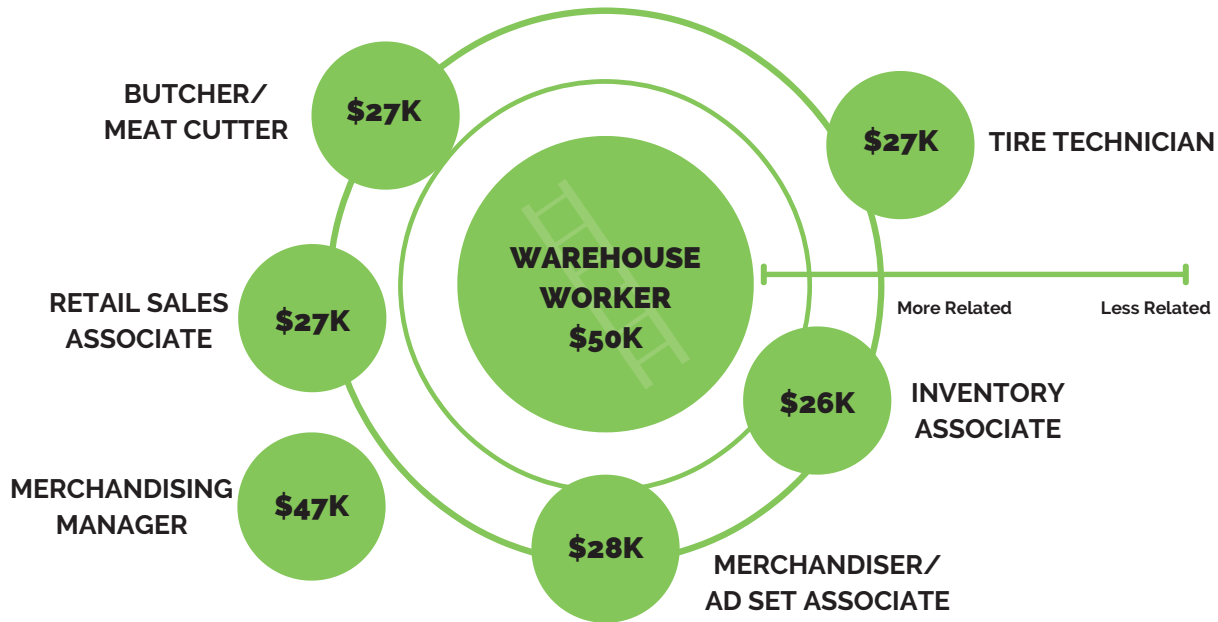 BUTCHER/
MEAT CUTTER
$27K
$27K
TIRE TECHNICIAN
WAREHOUSE
WORKER
$50K
RETAIL SALES
ASSOCIATE
$27K
More Related
Less Related
$26K
INVENTORY
ASSOCIATE
MERCHANDISING
MANAGER
$47K
$28K
MERCHANDISER/
AD SET ASSOCIATE